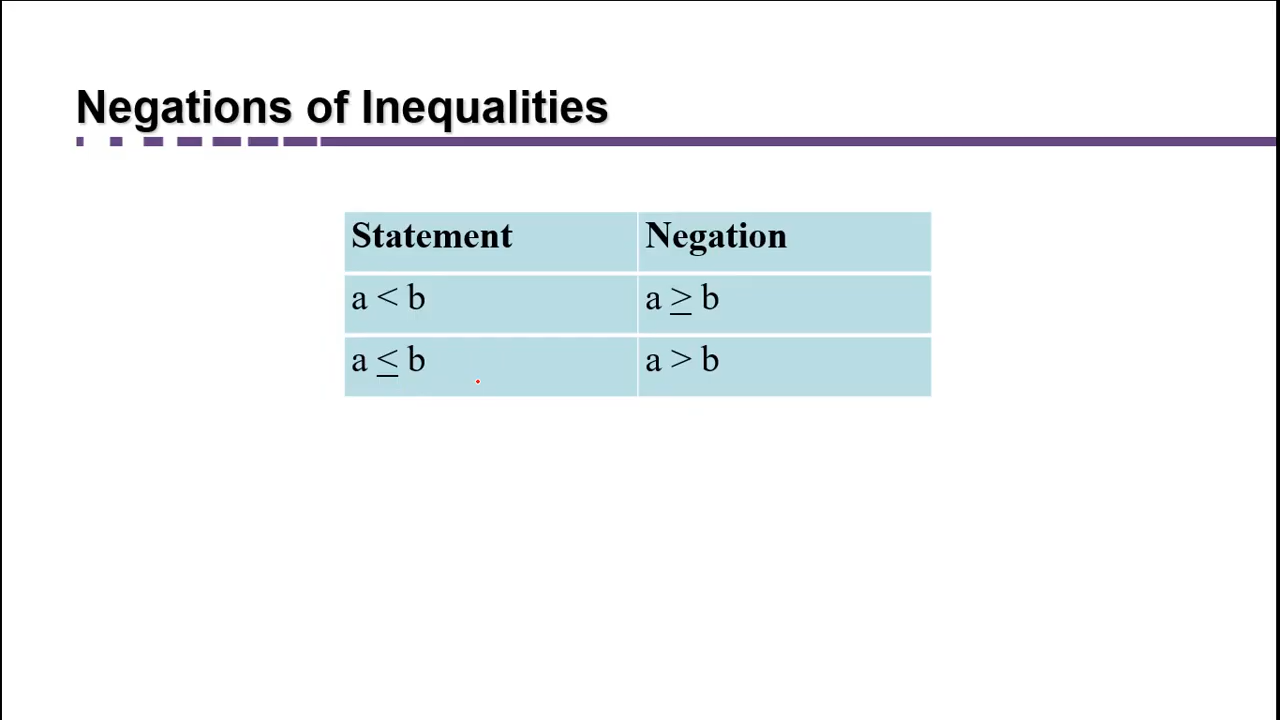 Negations of Inequalities
Statement Negation
a < b a ≥ b
a ≤ b a > b